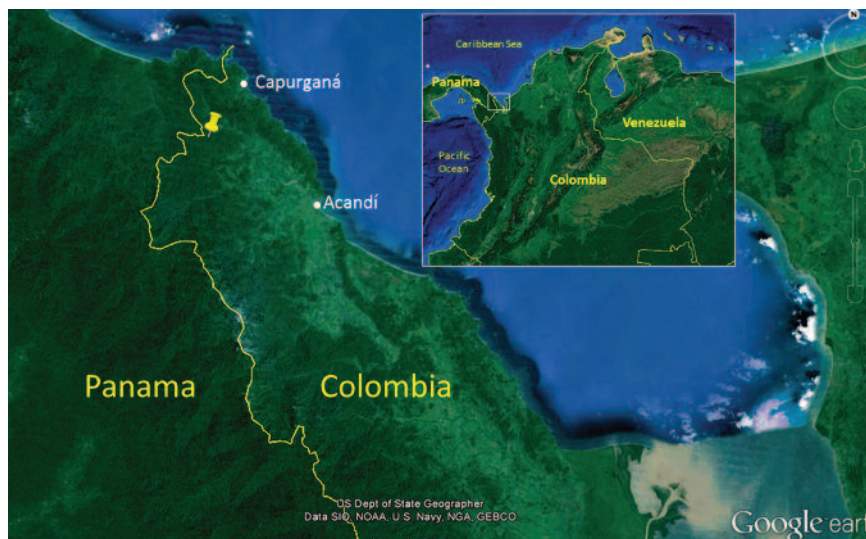 N
Caribbean Sea
Panama
Capurganá
Venezuela
Pacific
Ocean
Colombia
Acandí
Panama
Colombia
US Dept of State Geographer
Data SIO, NOAA, U.S. Navy, NGA, GEBCO
Google eart